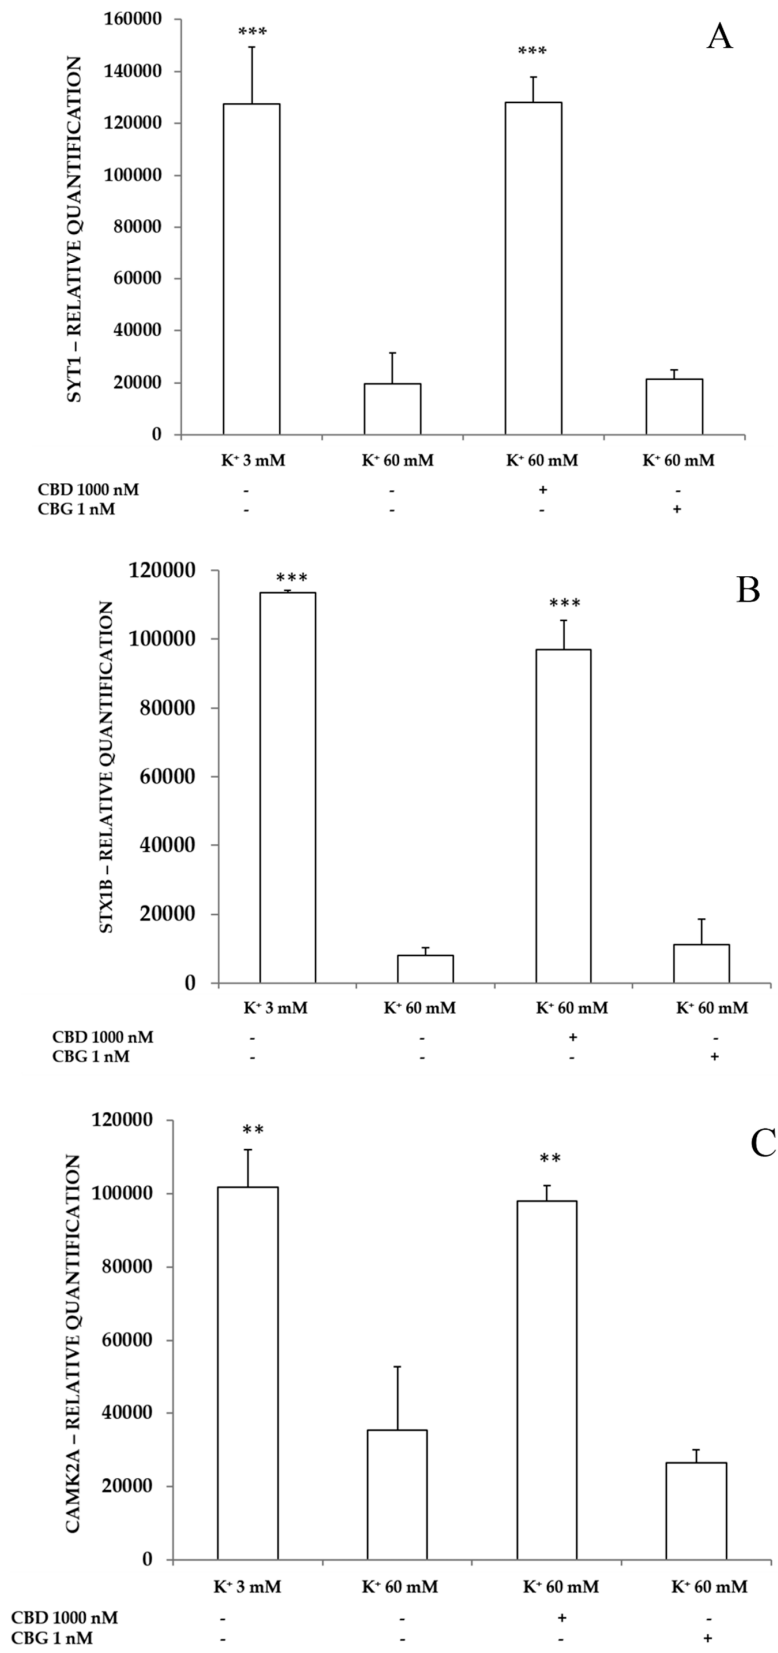 A
SYT1 – RELATIVE QUANTIFICATION
160000
***
***
140000
120000
100000
80000
60000
40000
20000
0
K⁺ 3 mM K⁺ 60 mM K⁺ 60 mM K⁺ 60 mM
CBD 1000 nM - - + -
CBG 1 nM - - - +
B
STX1B – RELATIVE QUANTIFICATION
120000
***
***
100000
80000
60000
40000
20000
0
K⁺ 3 mM K⁺ 60 mM K⁺ 60 mM K⁺ 60 mM
CBD 1000 nM - - + -
CBG 1 nM - - - +
C
CAMK2A – RELATIVE QUANTIFICATION
120000
**
**
100000
80000
60000
40000
20000
0
K⁺ 3 mM K⁺ 60 mM K⁺ 60 mM K⁺ 60 mM
CBD 1000 nM - - + -
CBG 1 nM - - - +